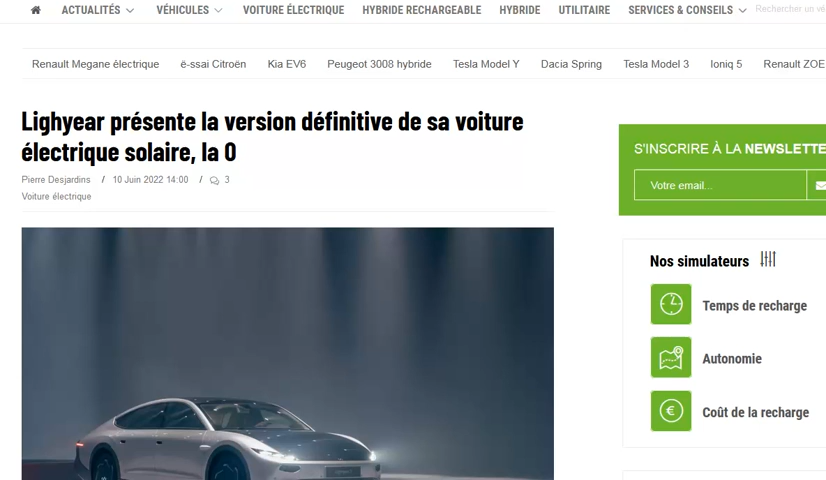 ACTUALITÉS VÉHICULES VOITURE ÉLECTRIQUE HYBRIDE RECHARGEABLE HYBRIDE UTILITAIRE SERVICES & CONSEILS Rechercher un vé
Renault Megane électrique ë-ssai Citroën Kia EV6 Peugeot 3008 hybride Tesla Model Y Dacia Spring Tesla Model 3 Ioniq 5 Renault ZOE
Lighyear présente la version définitive de sa voiture
électrique solaire, la 0
Pierre Desjardins / 10 Juin 2022 14:00 / 3
Voiture électrique
S'INSCRIRE À LA NEWSLETTE
Votre email...
Nos simulateurs
Temps de recharge
Autonomie
Coût de la recharge